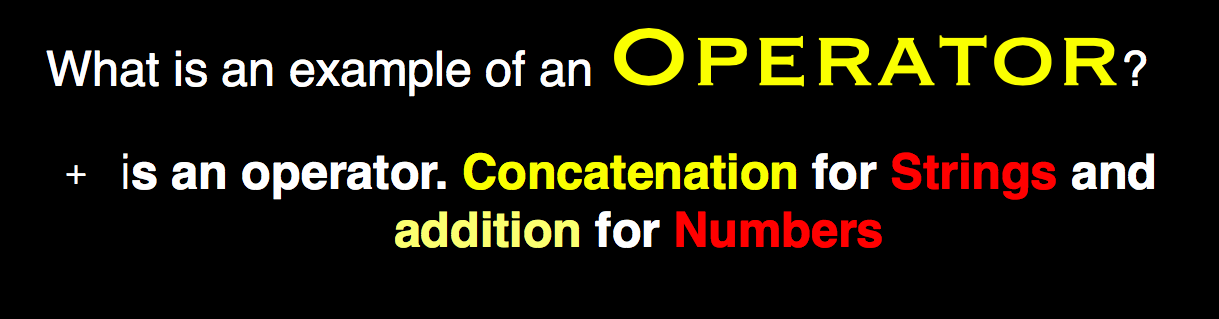 What is an example of an OPERATOR?
+ is an operator. Concatenation for Strings and
addition for Numbers